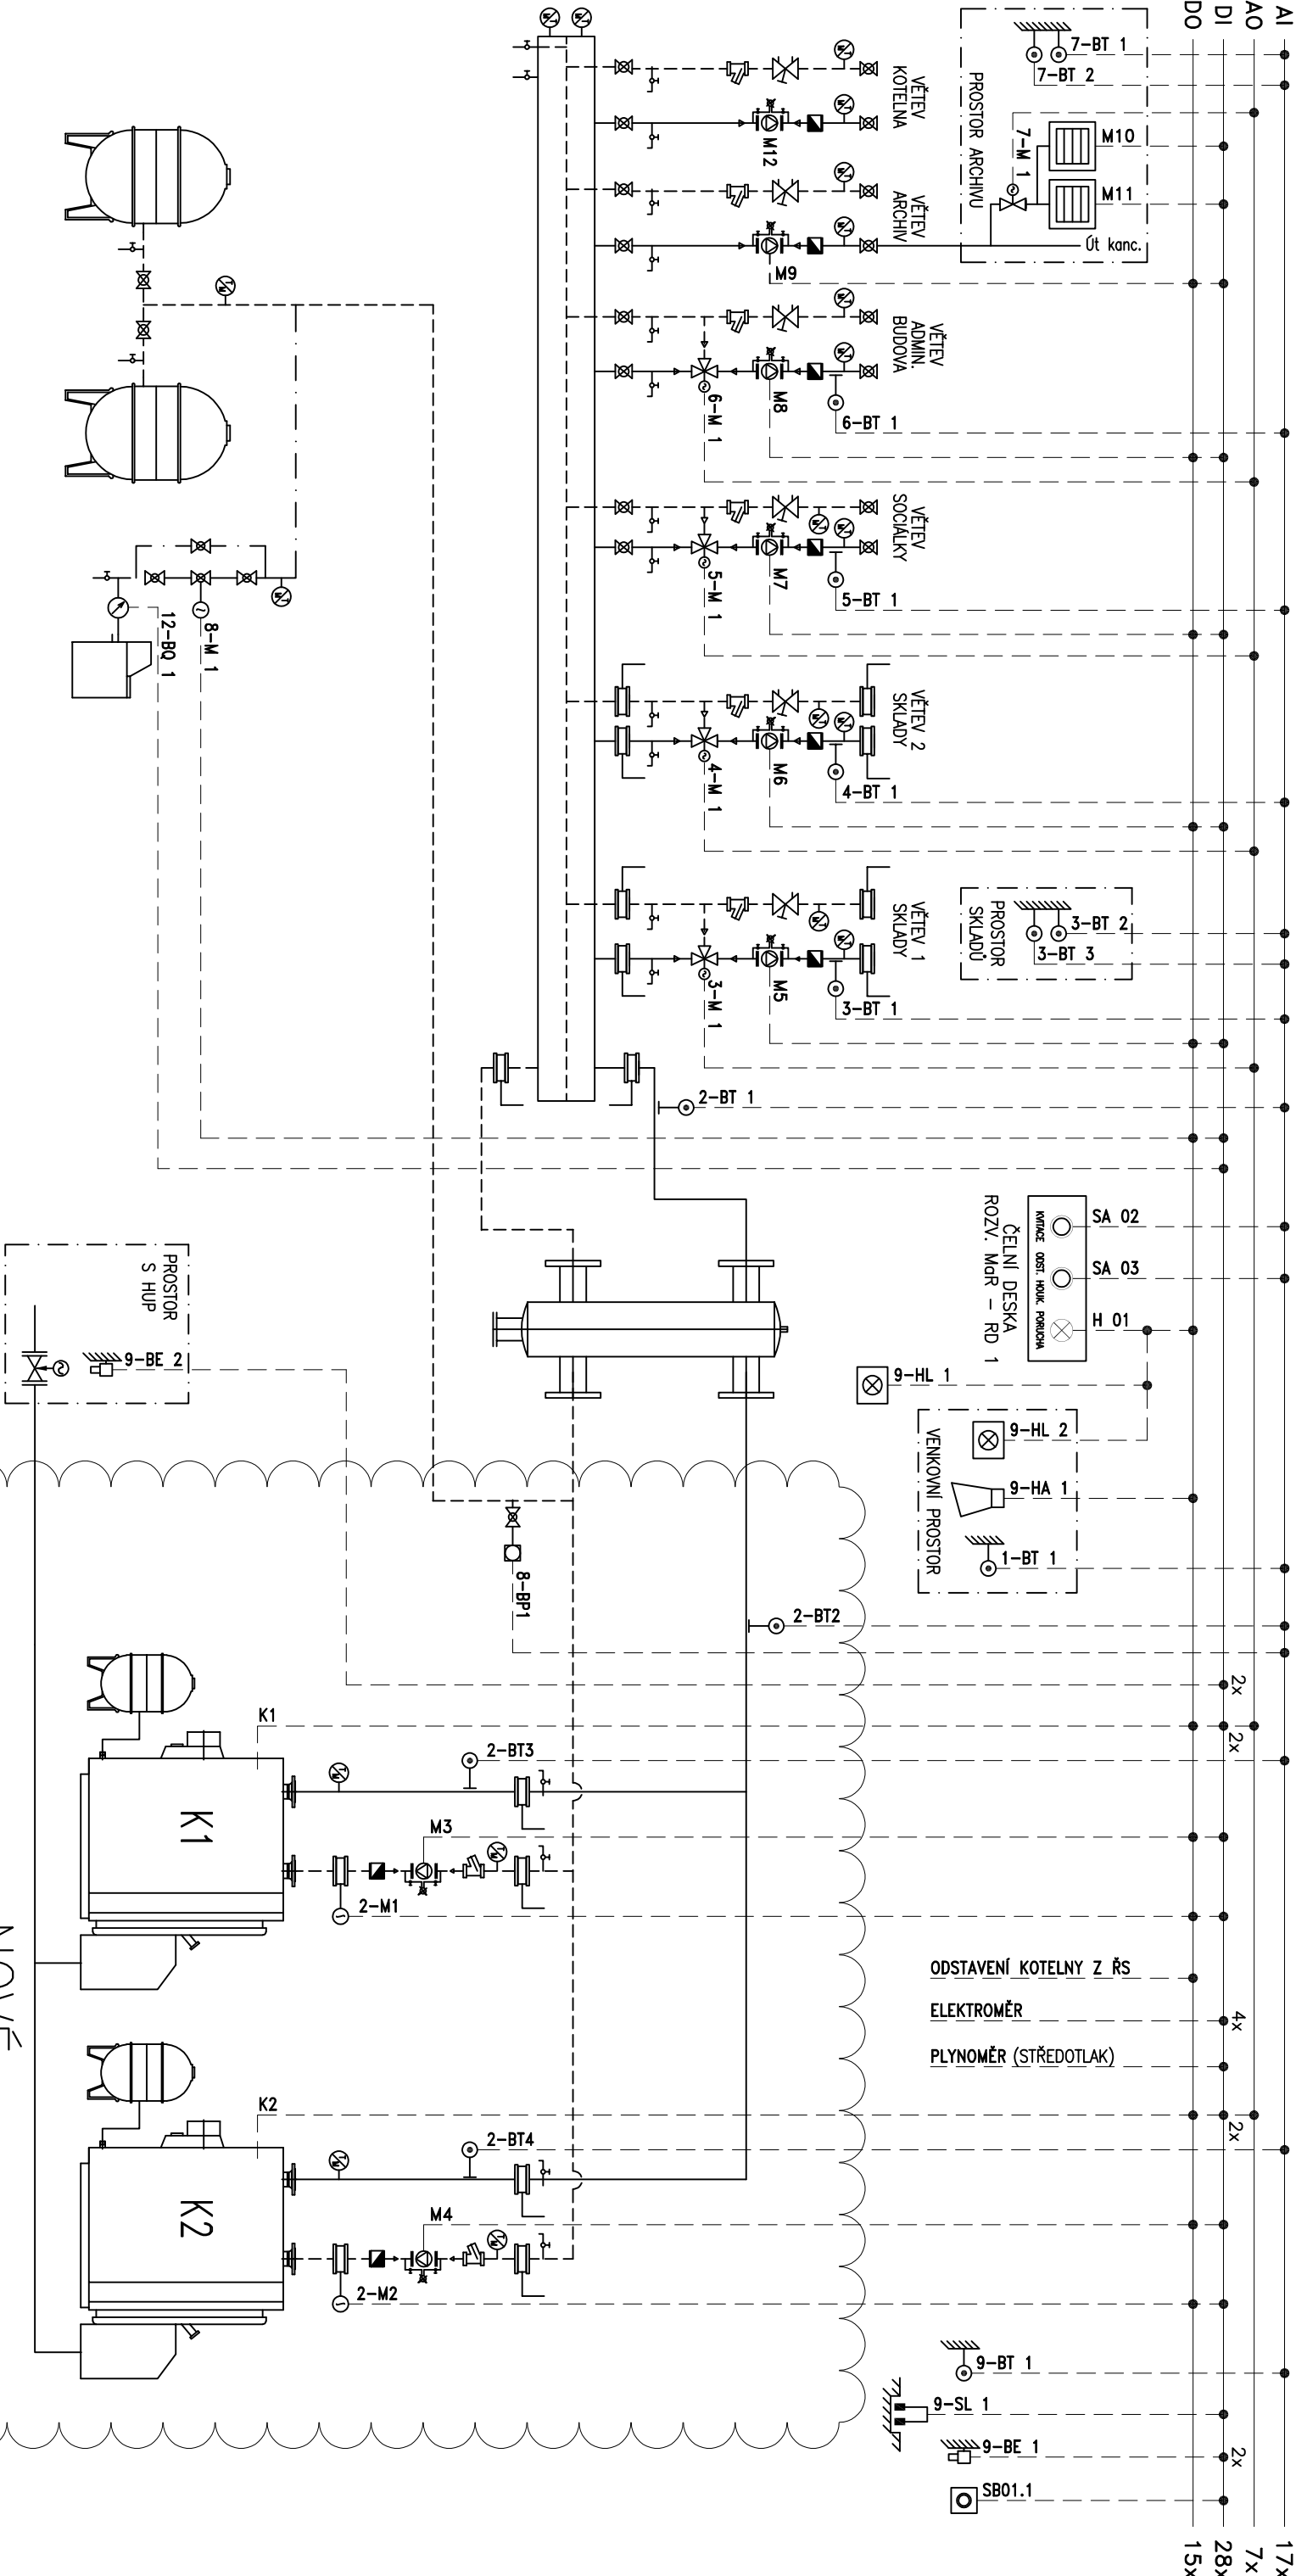 AI
AO
DI
DO
7-BT 1
7-BT 2
M10
M11
7-M 1
PROSTOR ARCHIVU
Út kanc.
VĚTEV
KOTELNA
M12
VĚTEV
ARCHIV
M9
VĚTEV
ADMIN.
BUDOVA
M8
6-BT 1
6-M 1
VĚTEV
SOCIÁLKY
M7
5-BT 1
5-M 1
VĚTEV 2
SKLADY
M6
4-BT 1
4-M 1
VĚTEV 1
SKLADY
M5
3-BT 1
3-M 1
3-BT 2
3-BT 3
PROSTOR
SKLADŮ
2-BT 1
12-BQ 1
8-M 1
SA 02
SA 03
H 01
KVITACE ODST. HOUK. PORUCHA
ČELNÍ DESKA
ROZV. MaR - RD 1
9-HL 1
9-HL 2
9-HA 1
1-BT 1
VENKOVNÍ PROSTOR
PROSTOR
S HUP
9-BE 2
8-BP1
2-BT2
2x
2x
K1
2-BT3
M3
2-M1
K1
ODSTAVENÍ KOTELNY Z ŘS
ELEKTROMĚR
4x
PLYNOMĚR (STŘEDOTLAK)
NOVÉ
K2
2x
2-BT4
M4
2-M2
K2
9-BT 1
9-SL 1
9-BE 1
2x
SB01.1
17x
7x
28x
15x